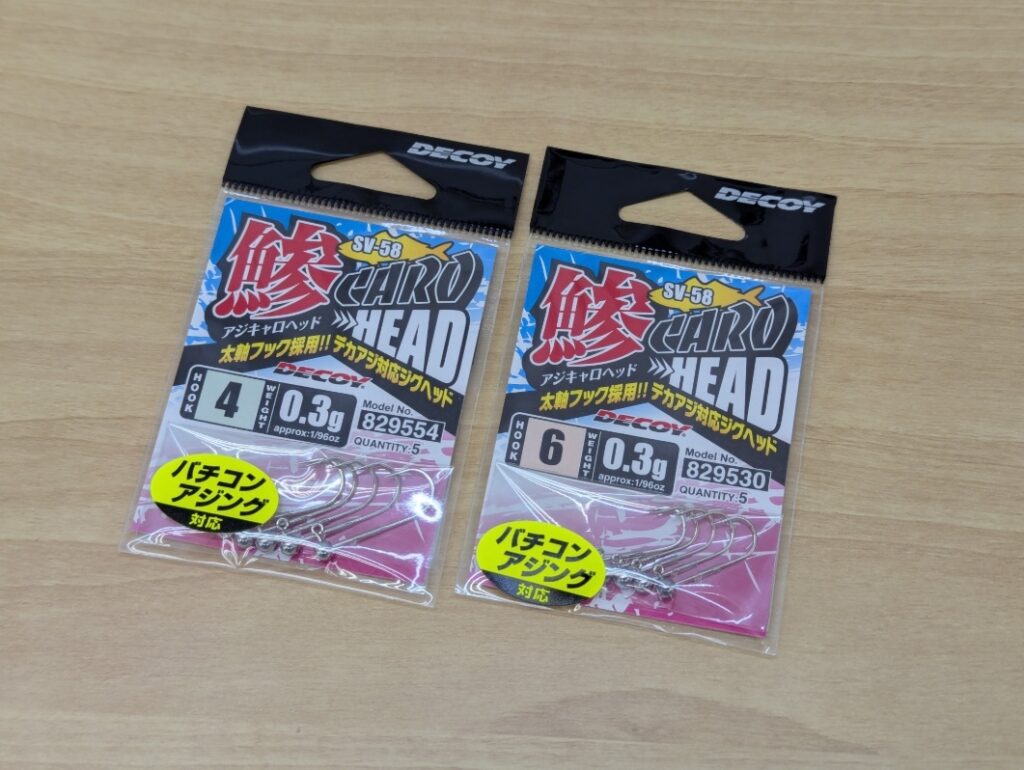 DECOY
SV-58
鯵 CARO
アジキャロヘッド
HEAD
太軸フック採用!! デカアジ対応ジグヘッド
DECOY
HOOK 4
WEIGHT 0.3g
approx:1/96oz
Model No.
829554
QUANTITY:5
バチコン
アジング
対応
DECOY
SV-58
鯵 CARO
アジキャロヘッド
HEAD
太軸フック採用!! デカアジ対応ジグヘッド
DECOY
HOOK 6
WEIGHT 0.3g
approx:1/96oz
Model No.
829530
QUANTITY:5
バチコン
アジング
対応